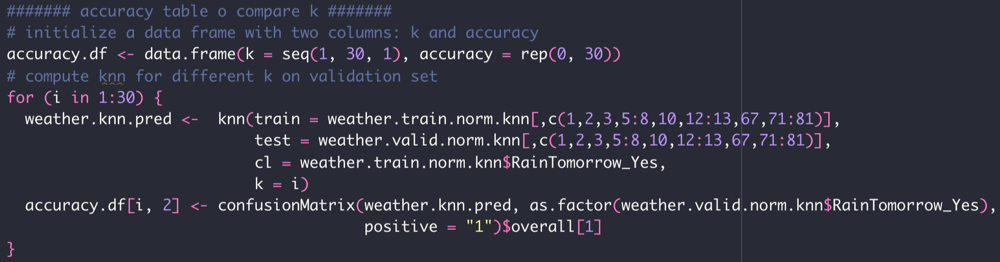 ####### accuracy table o compare k #######
# initialize a data frame with two columns: k and accuracy
accuracy.df <- data.frame(k = seq(1, 30, 1), accuracy = rep(0, 30))
# compute knn for different k on validation set
for (i in 1:30) {
  weather.knn.pred <-  knn(train = weather.train.norm.knn[,c(1,2,3,5:8,10,12:13,67,71:81)],
                           test = weather.valid.norm.knn[,c(1,2,3,5:8,10,12:13,67,71:81)],
                           cl = weather.train.norm.knn$RainTomorrow_Yes,
                           k = i)
  accuracy.df[i, 2] <- confusionMatrix(weather.knn.pred, as.factor(weather.valid.norm.knn$RainTomorrow_Yes),
                                       positive = "1")$overall[1]
}